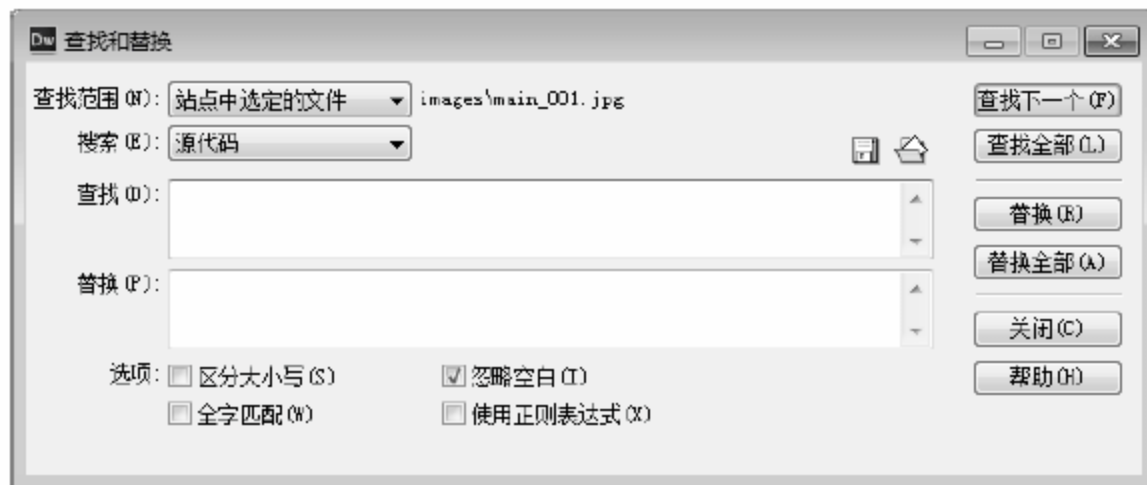 Dw 查找和替换
查找范围(N): 站点中选定的文件 images\main_001.jpg 查找下一个(F)
搜索(E): 源代码 查找全部(L)
查找(D):
替换(R)
替换全部(A)
替换(P):
关闭(C)
选项: 区分大小写(S) 忽略空白(I) 帮助(H)
全字匹配(W) 使用正则表达式(X)